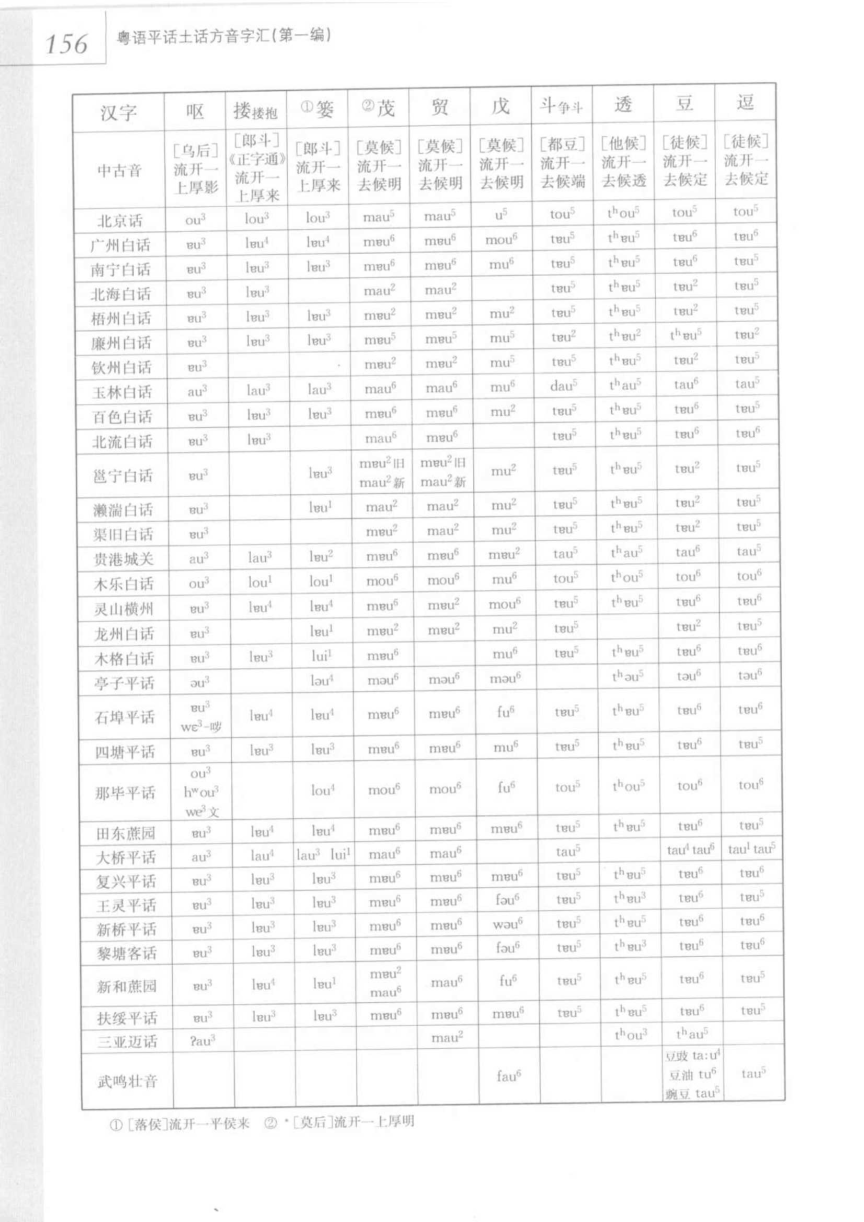 156
粤语平话土话方音字汇(第一编)
汉字 呕 搂搂抱 ①篓 ②茂 贸 戊 斗争斗 透 豆 逗
中古音 [乌后]流开一上厚影 [郎斗]《正字通》流开一上厚来 [郎斗]流开一上厚来 [莫候]流开一去候明 [莫候]流开一去候明 [莫候]流开一去候明 [都豆]流开一去候端 [他候]流开一去候透 [徒候]流开一去候定 [徒候]流开一去候定
北京话 ou³ lou³ lou³ mau⁵ mau⁵ u⁵ tou⁵ tʰou⁵ tou⁵ tou⁵
广州白话 ɐu³ lɐu⁴ lɐu⁴ mɐu⁶ mɐu⁶ mou⁶ tɐu⁵ tʰɐu⁵ tɐu⁶ tɐu⁶
南宁白话 ɐu³ lɐu³ lɐu³ mɐu⁶ mɐu⁶ mu⁶ tɐu⁵ tʰɐu⁵ tɐu⁶ tɐu⁵
北海白话 ɐu³ lɐu³ mau² mau² tɐu⁵ tʰɐu⁵ tɐu² tɐu⁵
梧州白话 ɐu³ lɐu³ lɐu³ mɐu² mɐu² mu² tɐu⁵ tʰɐu⁵ tɐu² tɐu⁵
廉州白话 ɐu³ lɐu³ lɐu³ mɐu⁵ mɐu⁵ mu⁵ tɐu² tʰɐu² tʰɐu⁵ tɐu²
钦州白话 ɐu³ mɐu² mɐu² mu⁵ tɐu⁵ tʰɐu⁵ tɐu² tɐu⁵
玉林白话 au³ lau³ lau³ mau⁶ mau⁶ mu⁶ dau⁵ tʰau⁵ tau⁶ tau⁵
百色白话 ɐu³ lɐu³ lɐu³ mɐu⁶ mɐu⁶ mu² tɐu⁵ tʰɐu⁵ tɐu⁶ tɐu⁵
北流白话 ɐu³ lɐu³ mau⁶ mɐu⁶ tɐu⁵ tʰɐu⁵ tɐu⁶ tɐu⁶
邕宁白话 ɐu³ lɐu³ mɐu²旧 mau²新 mɐu²旧 mau²新 mu² tɐu⁵ tʰɐu⁵ tɐu² tɐu⁵
濑湍白话 ɐu³ lɐu¹ mau² mau² mu² tɐu⁵ tʰɐu⁵ tɐu² tɐu⁵
渠旧白话 ɐu³ mɐu² mau² mu² tɐu⁵ tʰɐu⁵ tɐu² tɐu⁵
贵港城关 au³ lau³ lɐu² mɐu⁶ mɐu⁶ mɐu² tau⁵ tʰau⁵ tau⁶ tau⁵
木乐白话 ou³ lou¹ lou¹ mou⁶ mou⁶ mu⁶ tou⁵ tʰou⁵ tou⁶ tou⁶
灵山横州 ɐu³ lɐu⁴ lɐu⁴ mɐu⁶ mɐu² mou⁶ tɐu⁵ tʰɐu⁵ tɐu⁶ tɐu⁶
龙州白话 ɐu³ lɐu¹ mɐu² mɐu² mu² tɐu⁵ tɐu² tɐu⁵
木格白话 ɐu³ lɐu³ lui¹ mɐu⁶ mu⁶ tɐu⁵ tʰɐu⁵ tɐu⁶ tɐu⁶
亭子平话 əu³ ləu⁴ məu⁶ məu⁶ məu⁶ tʰəu⁵ təu⁶ təu⁶
石埠平话 ɐu³ wɛ³~哕 lɐu⁴ lɐu⁴ mɐu⁶ mɐu⁶ fu⁶ tɐu⁵ tʰɐu⁵ tɐu⁶ tɐu⁶
四塘平话 ɐu³ lɐu³ lɐu³ mɐu⁶ mɐu⁶ mu⁶ tɐu⁵ tʰɐu⁵ tɐu⁶ tɐu⁵
那毕平话 ou³ hʷou³ we³文 lou⁴ mou⁶ mou⁶ fu⁶ tou⁵ tʰou⁵ tou⁶ tou⁶
田东蔗园 ɐu³ lɐu⁴ lɐu⁴ mɐu⁶ mɐu⁶ mɐu⁶ tɐu⁵ tʰɐu⁵ tɐu⁶ tɐu⁵
大桥平话 au³ lau⁴ lau³ lui¹ mau⁶ mau⁶ tau⁵ tau⁴ tau⁶ tau¹ tau⁵
复兴平话 ɐu³ lɐu³ lɐu³ mɐu⁶ mɐu⁶ mɐu⁶ tɐu⁵ tʰɐu⁵ tɐu⁶ tɐu⁶
王灵平话 ɐu³ lɐu³ lɐu³ mɐu⁶ mɐu⁶ fəu⁶ tɐu⁵ tʰɐu³ tɐu⁶ tɐu⁵
新桥平话 ɐu³ lɐu³ lɐu³ mɐu⁶ mɐu⁶ wəu⁶ tɐu⁵ tʰɐu⁵ tɐu⁶ tɐu⁶
黎塘客话 ɐu³ lɐu³ lɐu³ mɐu⁶ mɐu⁶ fəu⁶ tɐu⁵ tʰɐu³ tɐu⁶ tɐu⁶
新和蔗园 ɐu³ lɐu⁴ lɐu¹ mɐu² mau⁶ mau⁶ fu⁶ tɐu⁵ tʰɐu⁵ tɐu⁶ tɐu⁵
扶绥平话 ɐu³ lɐu³ lɐu³ mɐu⁶ mɐu⁶ mɐu⁶ tɐu⁵ tʰɐu⁵ tɐu⁶ tɐu⁵
三亚迈话 ʔau³ mau² tʰou³ tʰau⁵
武鸣壮音 fau⁶ 豆豉 ta:u⁴ 豆油 tu⁶ 豌豆 tau⁵ tau⁵
①[落侯]流开一平侯来 ②*[莫后]流开一上厚明